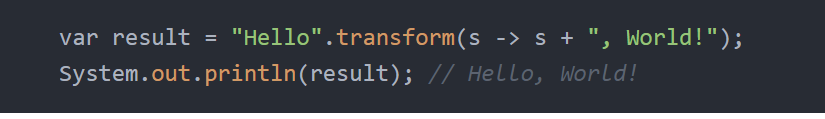 var result = "Hello".transform(s -> s + ", World!");
System.out.println(result); // Hello, World!